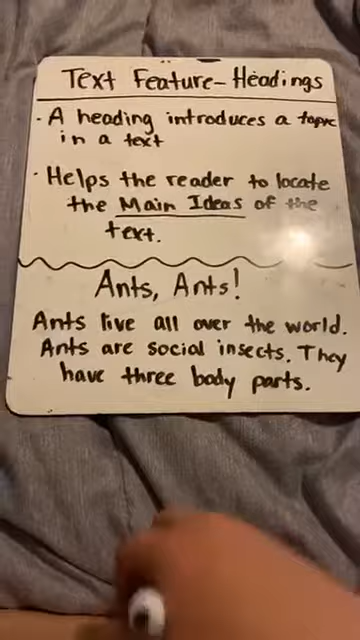 Text Feature-Headings
· A heading introduces a topic
in a text
· Helps the reader to locate
the Main Ideas of the
text.
Ants, Ants!
Ants live all over the world.
Ants are social insects. They
have three body parts.